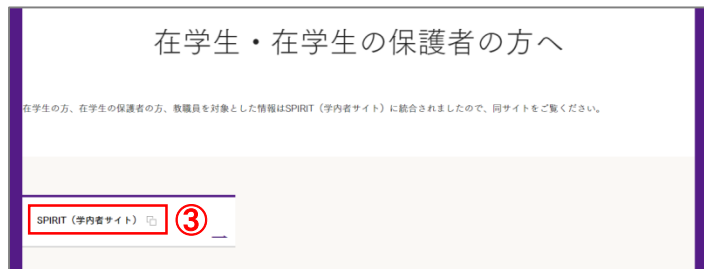 在学生・在学生の保護者の方へ
在学生の方、在学生の保護者の方、教職員を対象とした情報はSPIRIT（学内者サイト）に統合されましたので、同サイトをご覧ください。
SPIRIT（学内者サイト） ③